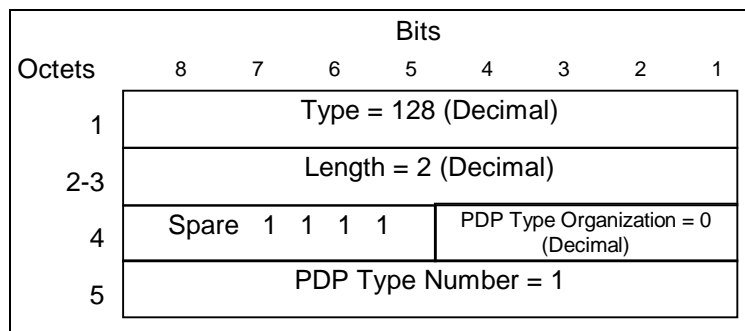 Bits
Octets 8 7 6 5 4 3 2 1
1 Type = 128 (Decimal)
2-3 Length = 2 (Decimal)
4 Spare 1 1 1 1 PDP Type Organization = 0
(Decimal)
5 PDP Type Number = 1